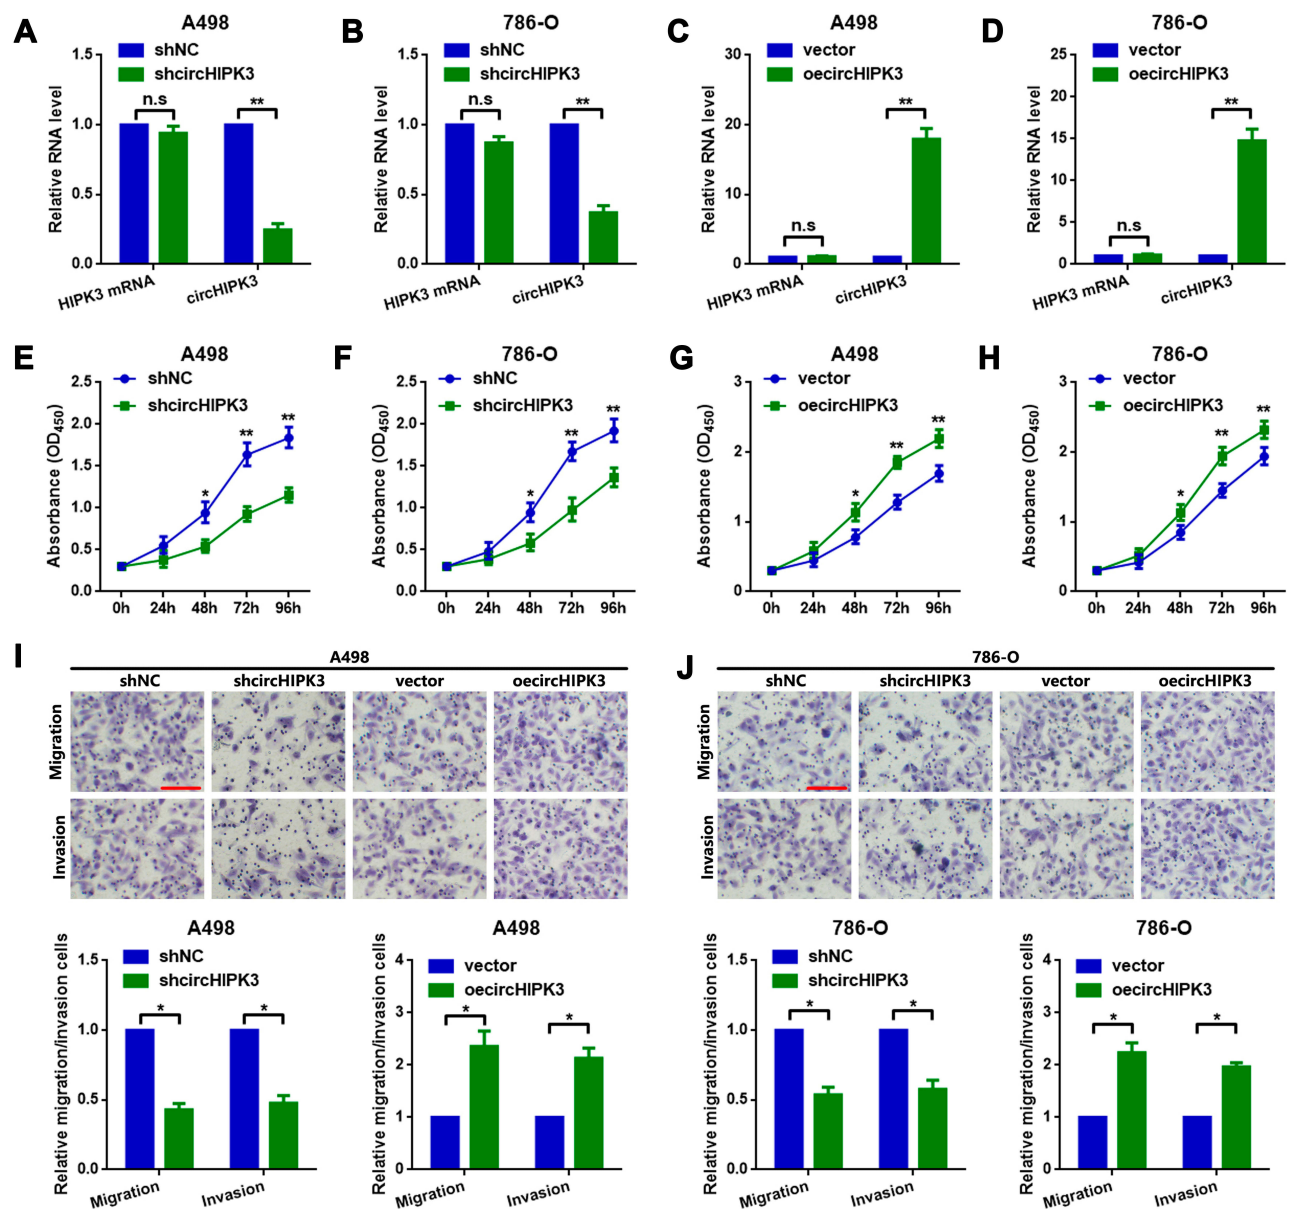 A
A498
shNC
shcircHIPK3
Relative RNA level
1.5
1.0
0.5
0.0
n.s
**
HIPK3 mRNA
circHIPK3
B
786-O
shNC
shcircHIPK3
Relative RNA level
1.5
1.0
0.5
0.0
n.s
**
HIPK3 mRNA
circHIPK3
C
A498
vector
oecircHIPK3
Relative RNA level
30
20
10
0
n.s
**
HIPK3 mRNA
circHIPK3
D
786-O
vector
oecircHIPK3
Relative RNA level
25
20
15
10
5
0
n.s
**
HIPK3 mRNA
circHIPK3
E
A498
shNC
shcircHIPK3
Absorbance (OD450)
2.5
2.0
1.5
1.0
0.5
0.0
*
**
**
0h 24h 48h 72h 96h
F
786-O
shNC
shcircHIPK3
Absorbance (OD450)
2.5
2.0
1.5
1.0
0.5
0.0
*
**
**
0h 24h 48h 72h 96h
G
A498
vector
oecircHIPK3
Absorbance (OD450)
3
2
1
0
*
**
**
0h 24h 48h 72h 96h
H
786-O
vector
oecircHIPK3
Absorbance (OD450)
3
2
1
0
*
**
**
0h 24h 48h 72h 96h
I
A498
shNC shcircHIPK3 vector oecircHIPK3
Migration
Invasion
J
786-O
shNC shcircHIPK3 vector oecircHIPK3
Migration
Invasion
A498
shNC
shcircHIPK3
Relative migration/invasion cells
1.5
1.0
0.5
0.0
*
*
Migration
Invasion
A498
vector
oecircHIPK3
Relative migration/invasion cells
4
3
2
1
0
*
*
Migration
Invasion
786-O
shNC
shcircHIPK3
Relative migration/invasion cells
1.5
1.0
0.5
0.0
*
*
Migration
Invasion
786-O
vector
oecircHIPK3
Relative migration/invasion cells
4
3
2
1
0
*
*
Migration
Invasion